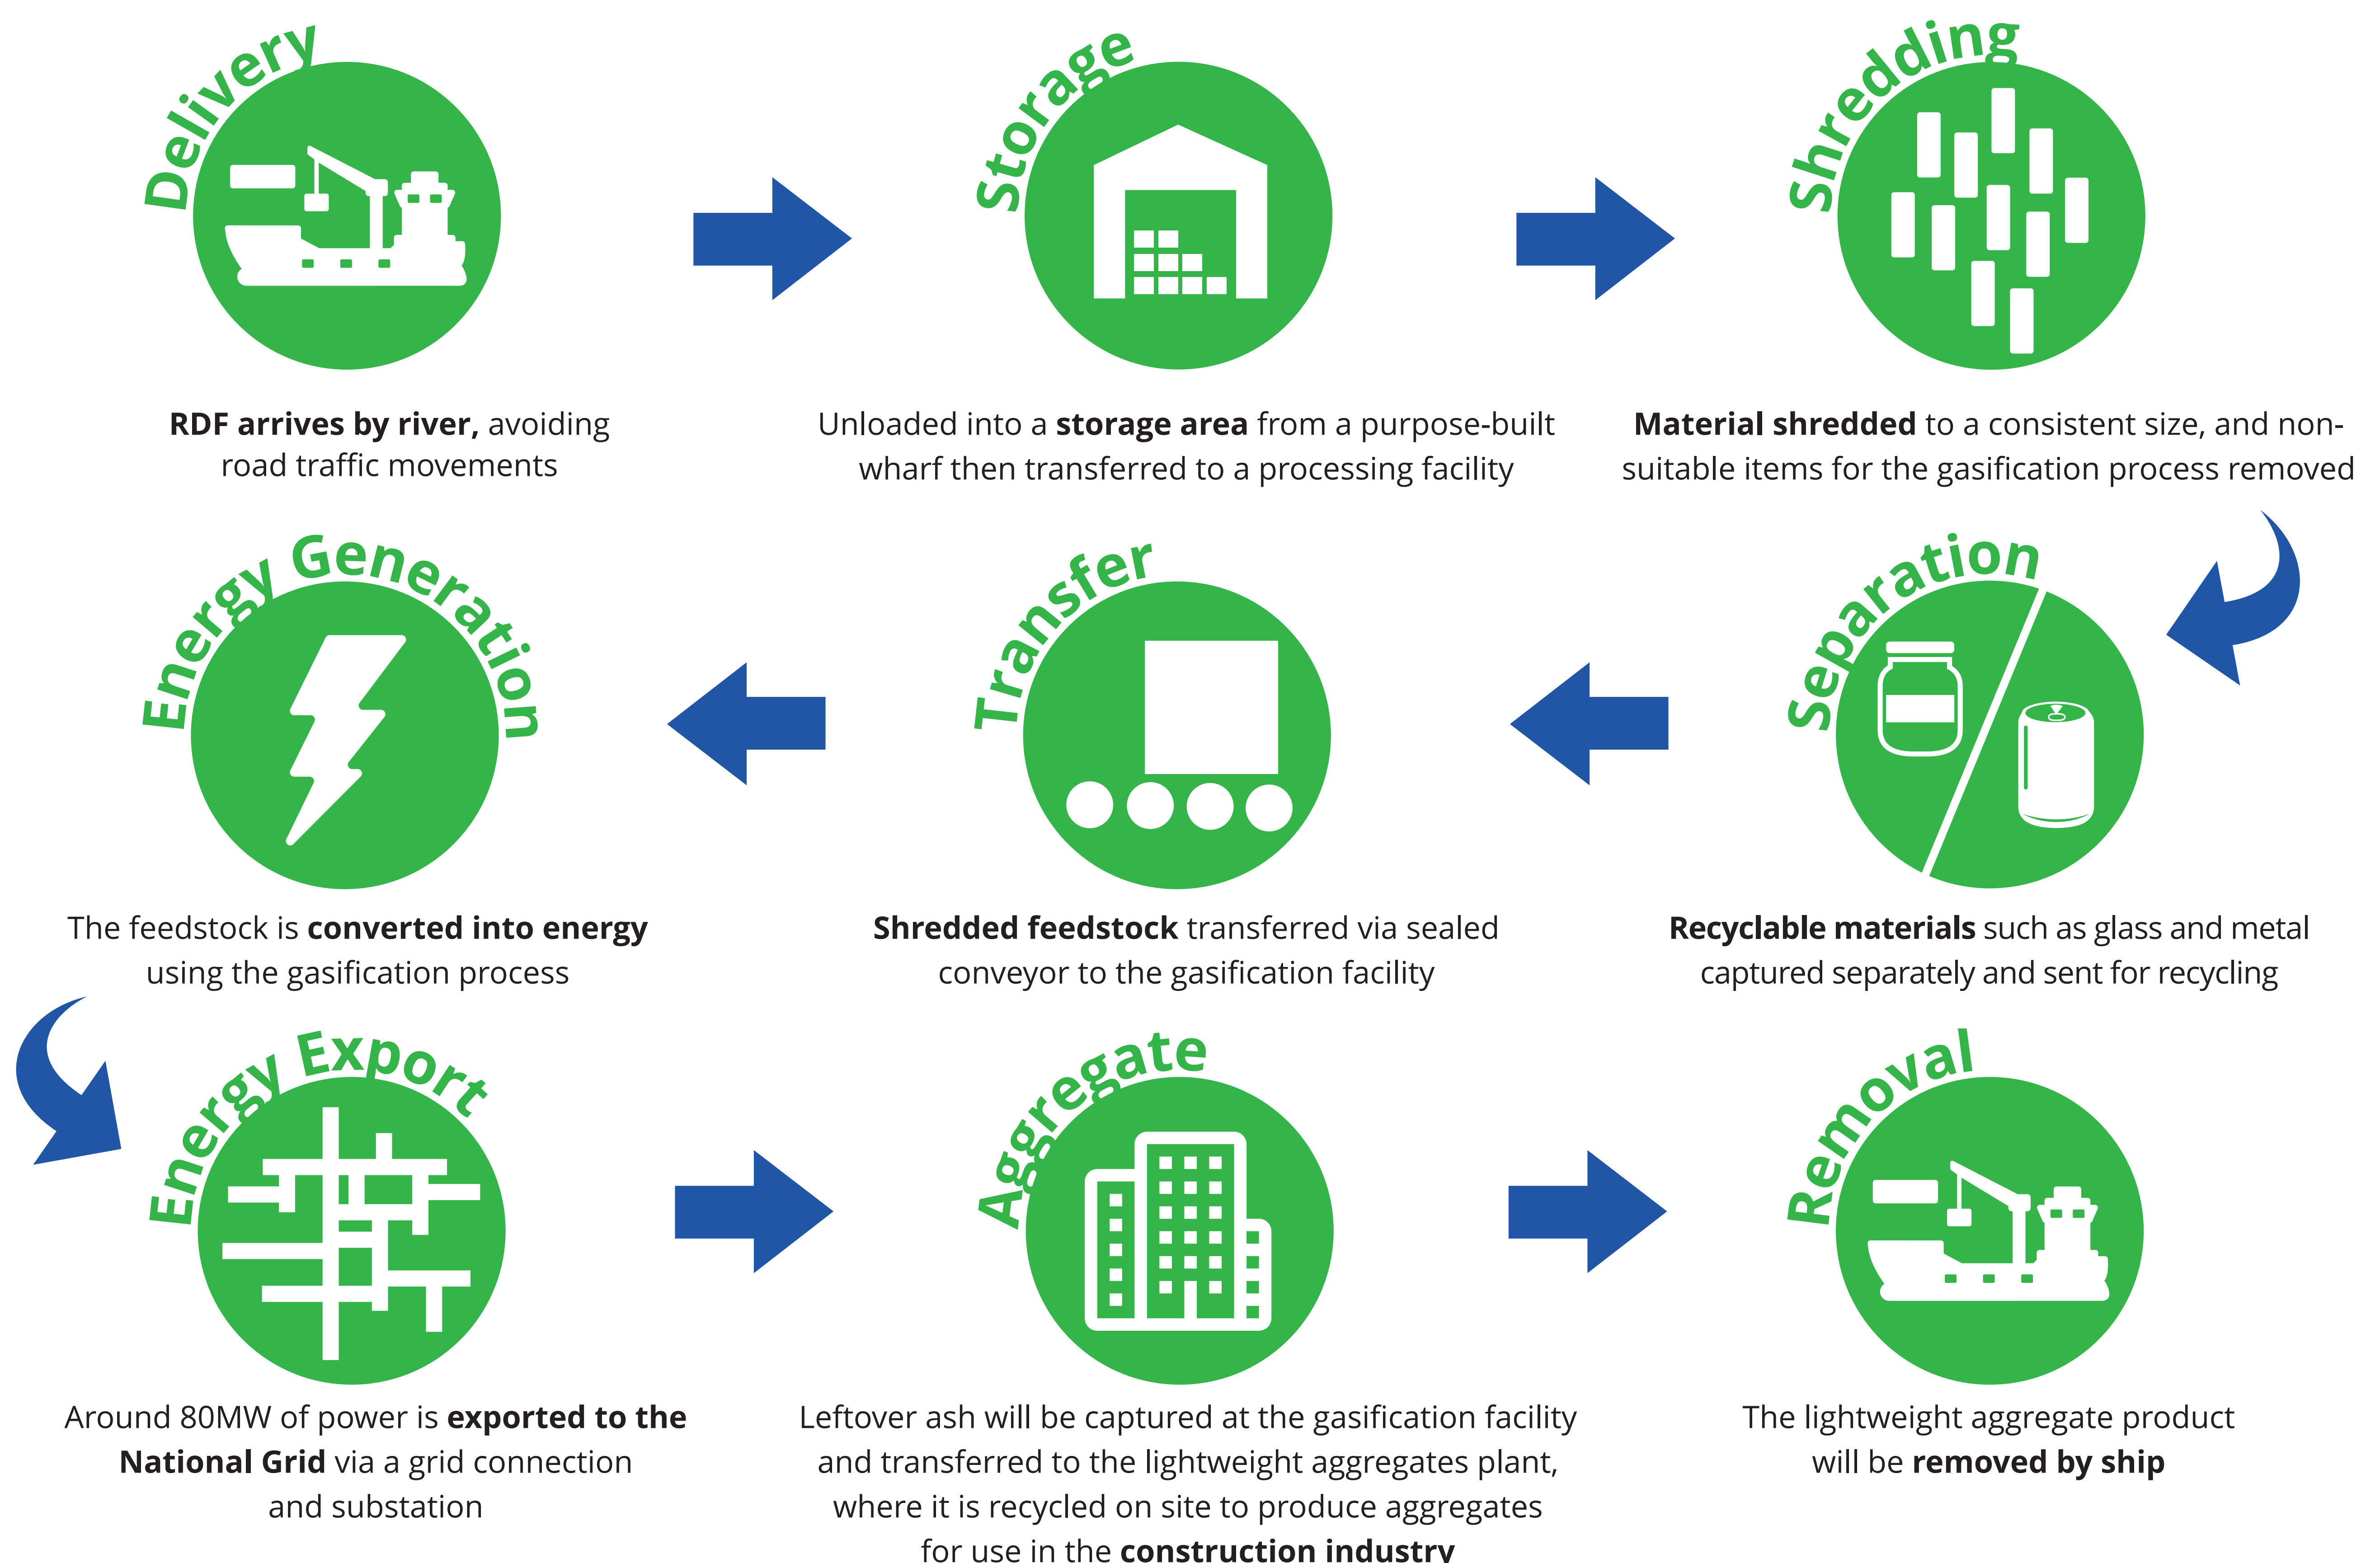 Delivery
RDF arrives by river, avoiding
road traffic movements
Storage
Unloaded into a storage area from a purpose-built
wharf then transferred to a processing facility
Shredding
Material shredded to a consistent size, and non-
suitable items for the gasification process removed
Separation
Recyclable materials such as glass and metal
captured separately and sent for recycling
Transfer
Shredded feedstock transferred via sealed
conveyor to the gasification facility
Energy Generation
The feedstock is converted into energy
using the gasification process
Energy Export
Around 80MW of power is exported to the
National Grid via a grid connection
and substation
Aggregate
Leftover ash will be captured at the gasification facility
and transferred to the lightweight aggregates plant,
where it is recycled on site to produce aggregates
for use in the construction industry
Removal
The lightweight aggregate product
will be removed by ship